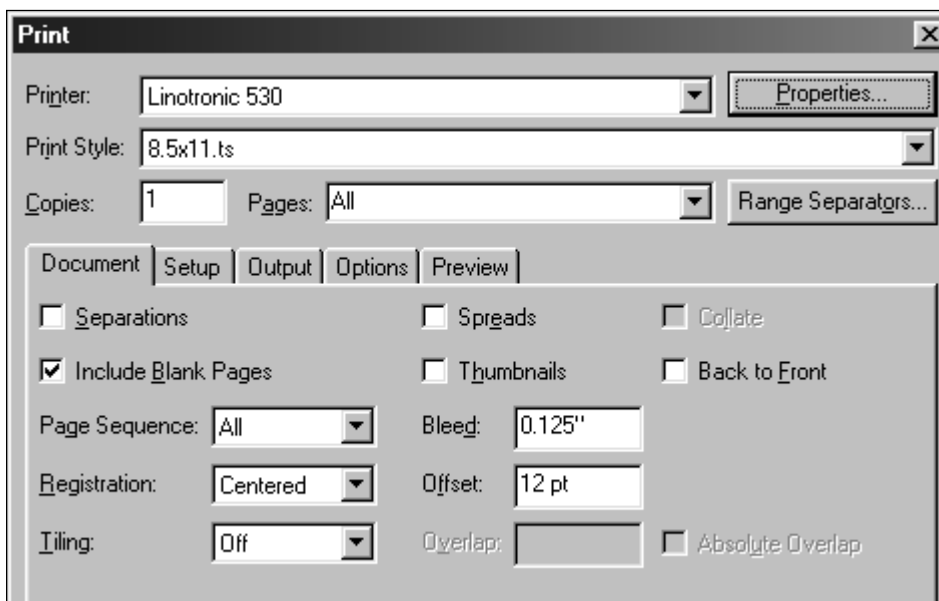 Print
Printer: Linotronic 530 Properties...
Print Style: 8.5x11.ts
Copies: 1 Pages: All Range Separators...
Document Setup Output Options Preview
Separations Spreads Collate
Include Blank Pages Thumbnails Back to Front
Page Sequence: All Bleed: 0.125"
Registration: Centered Offset: 12 pt
Tiling: Off Overlap: Absolute Overlap